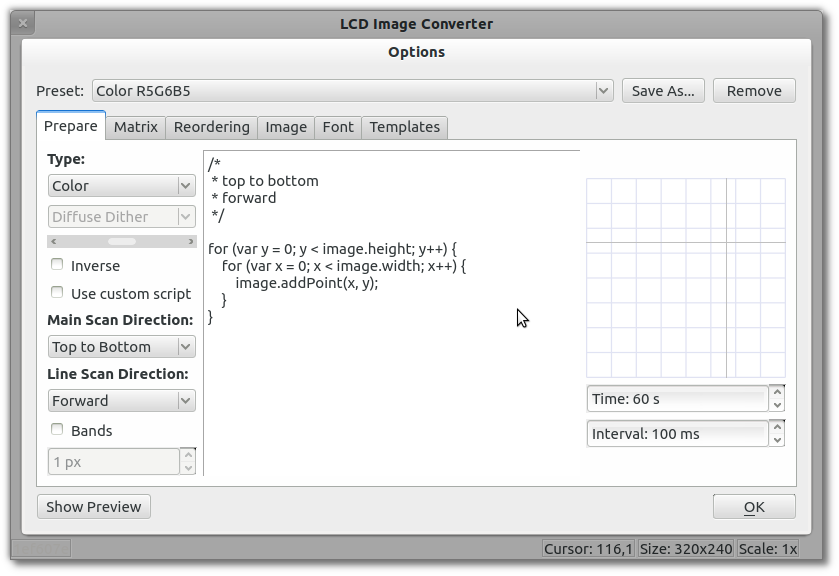 LCD Image Converter
Options
Preset: Color R5G6B5 Save As... Remove
Prepare Matrix Reordering Image Font Templates
Type:
Color
Diffuse Dither
Inverse
Use custom script
Main Scan Direction:
Top to Bottom
Line Scan Direction:
Forward
Bands
1 px
/*
 * top to bottom
 * forward
 */
for (var y = 0; y < image.height; y++) {
    for (var x = 0; x < image.width; x++) {
        image.addPoint(x, y);
    }
}
Time: 60 s
Interval: 100 ms
Show Preview OK
Cursor: 116,1 Size: 320x240 Scale: 1x